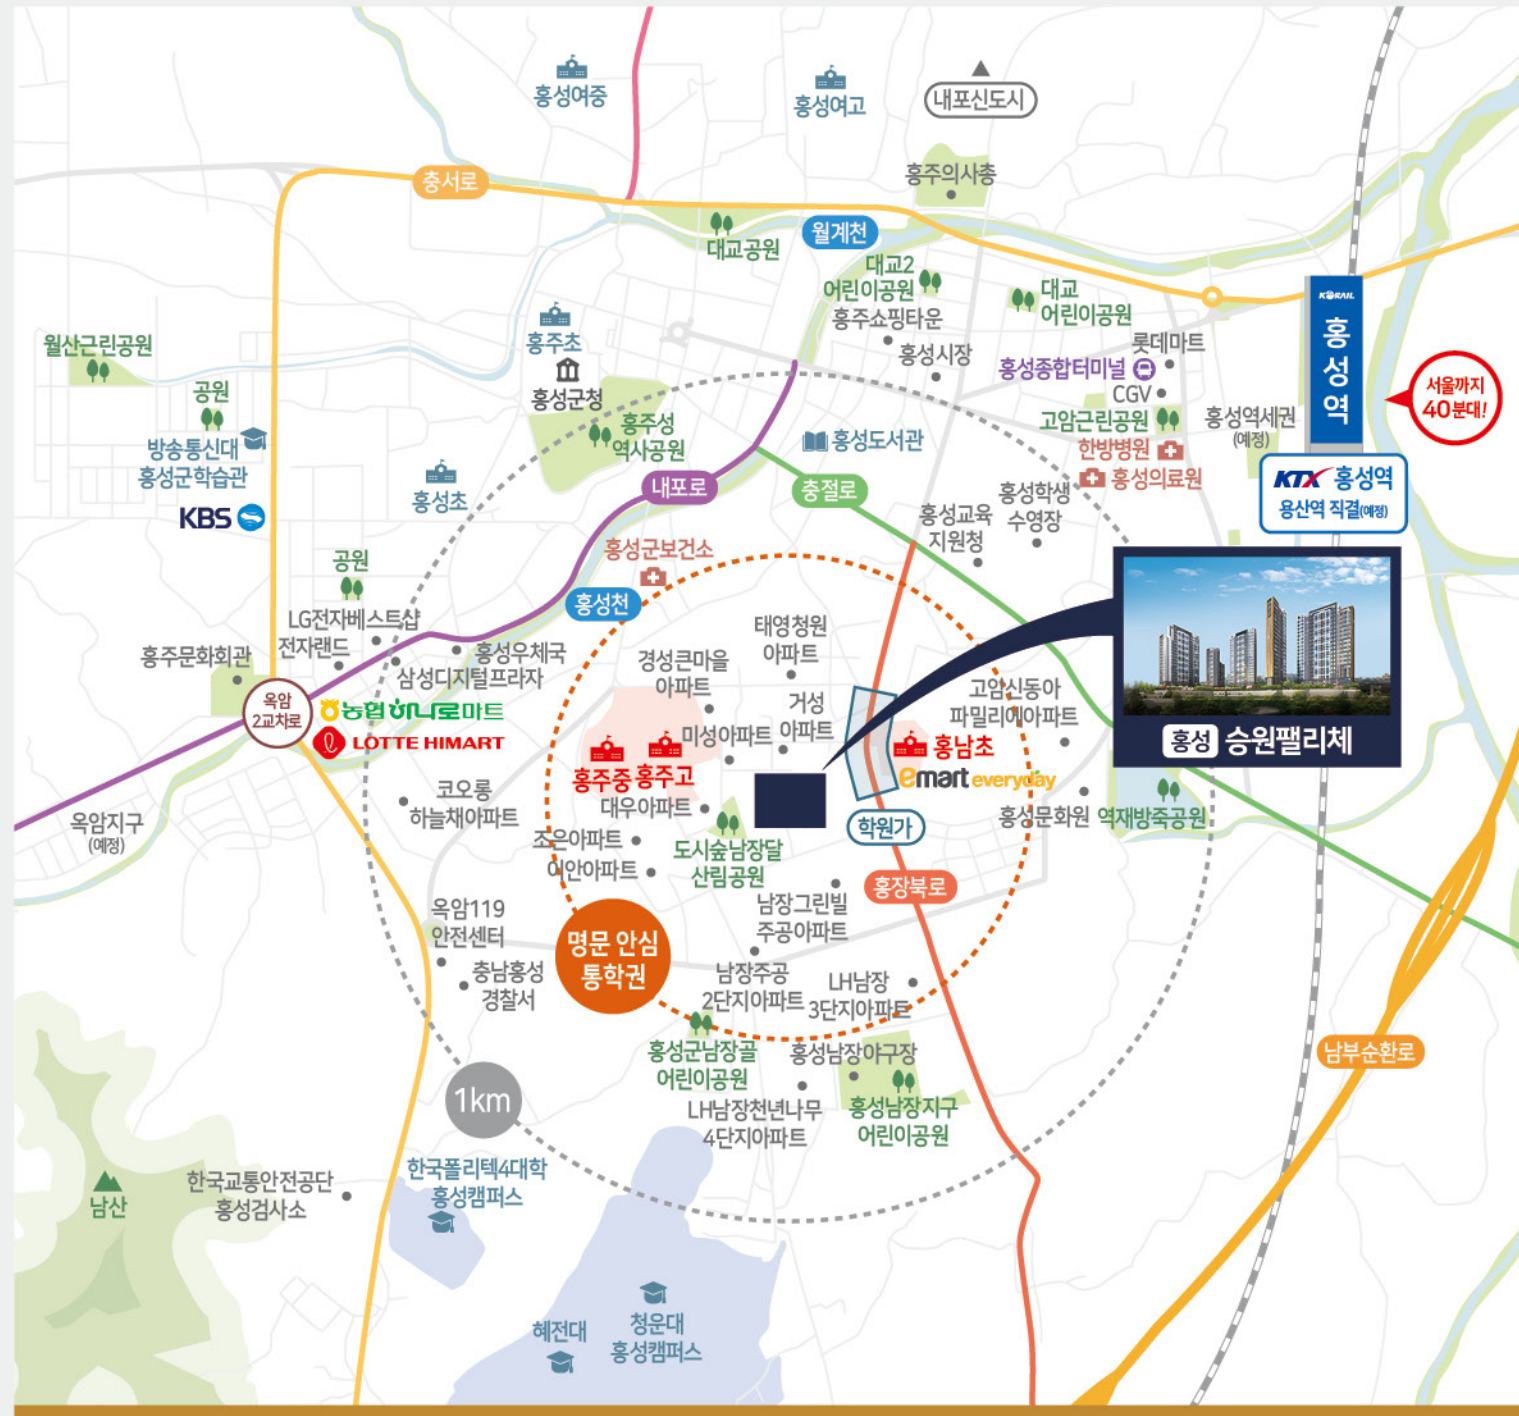 홍성여중
홍성여고
내포신도시
충서로
홍주의사총
대교공원
월계천
대교2
어린이공원
대교
어린이공원
홍주쇼핑타운
홍성시장
롯데마트
홍성종합터미널
CGV
고암근린공원
한방병원
홍성의료원
홍성역세권
(예정)
KORAIL
홍성역
서울까지
40분대!
KTX 홍성역
용산역 직결(예정)
월산근린공원
공원
방송통신대
홍성군학습관
KBS
홍주초
홍성군청
홍주성
역사공원
홍성초
홍성도서관
내포로
충절로
홍성학생
수영장
홍성교육
지원청
공원
LG전자베스트샵
전자랜드
홍성우체국
삼성디지털프라자
홍주문화회관
옥암
2교차로
농협하나로마트
LOTTE HIMART
홍성군보건소
홍성천
태영청원
아파트
경성큰마을
아파트
거성
아파트
미성아파트
고암신동아
파밀리에아파트
홍성 승원팰리체
홍주중
홍주고
홍남초
emart everyday
대우아파트
학원가
홍성문화원
역재방죽공원
코오롱
하늘채아파트
옥암지구
(예정)
조은아파트
이안아파트
도시숲남장달
산림공원
홍장북로
남장그린빌
주공아파트
옥암119
안전센터
충남홍성
경찰서
명문 안심
통학권
남장주공
2단지아파트
LH남장
3단지아파트
홍성군남장골
어린이공원
홍성남장야구장
홍성남장지구
어린이공원
LH남장천년나무
4단지아파트
남부순환로
1km
한국폴리텍4대학
홍성캠퍼스
남산
한국교통안전공단
홍성검사소
혜전대
청운대
홍성캠퍼스